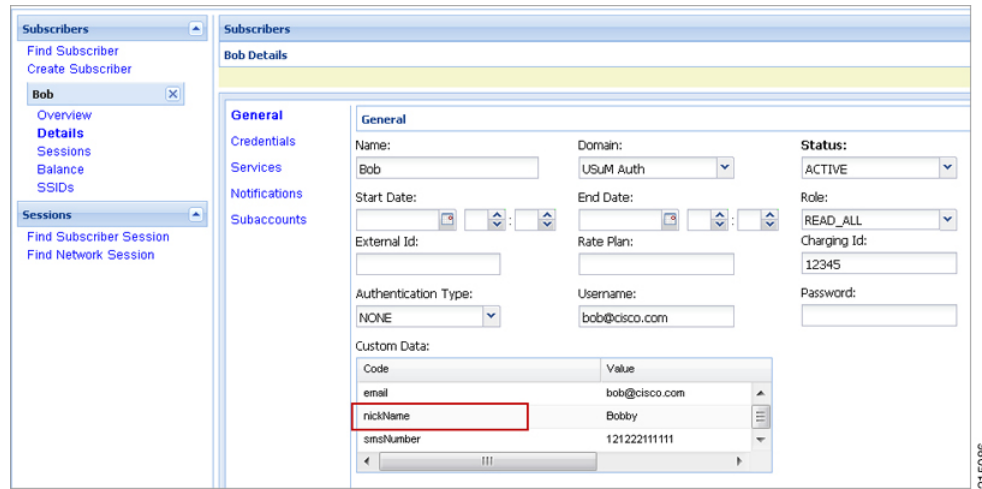 Subscribers
Find Subscriber
Create Subscriber
Bob
Overview
Details
Sessions
Balance
SSIDs
Sessions
Find Subscriber Session
Find Network Session
Subscribers
Bob Details
General
Credentials
Services
Notifications
Subaccounts
General
Name: Domain: Status:
Bob USuM Auth ACTIVE
Start Date: End Date: Role:
: : READ_ALL
External Id: Rate Plan: Charging Id:
12345
Authentication Type: Username: Password:
NONE bob@cisco.com
Custom Data:
Code Value
email bob@cisco.com
nickName Bobby
smsNumber 121222111111